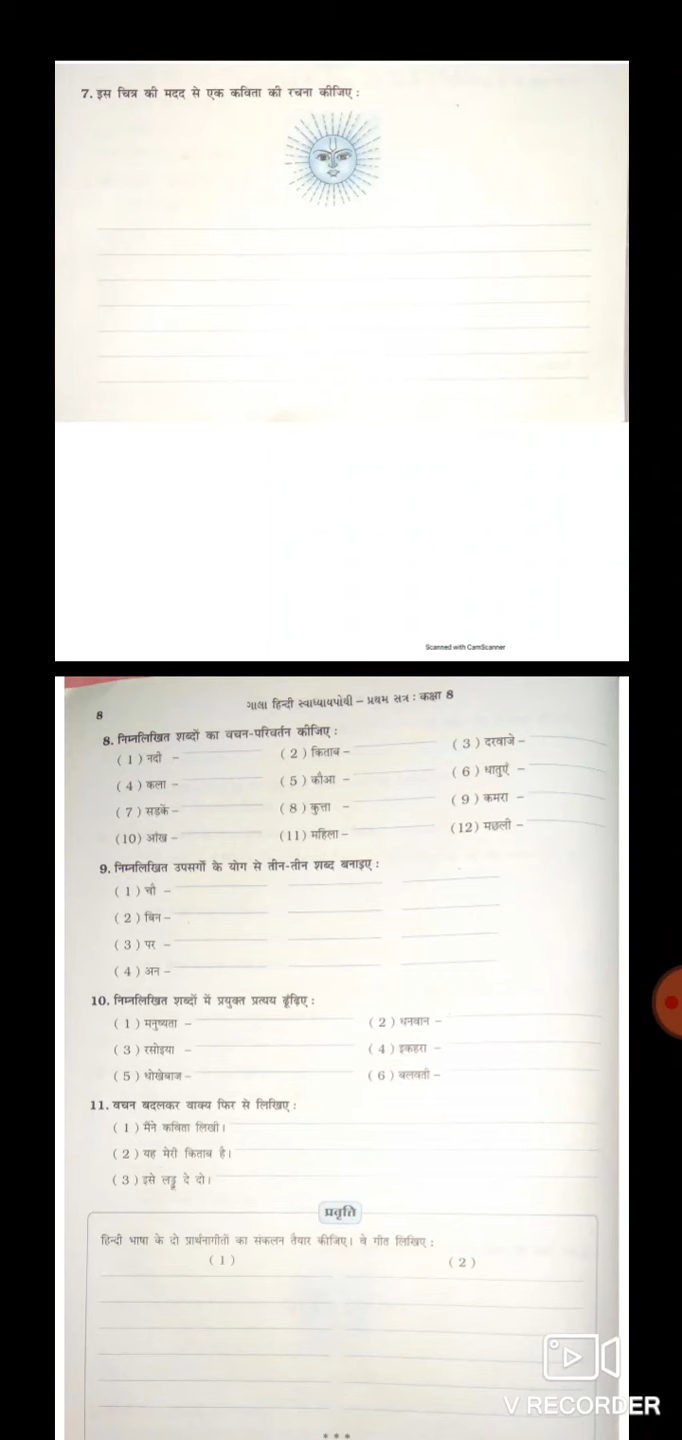 7. इस चित्र की मदद से एक कविता की रचना कीजिए :
Scanned with CamScanner
8
गाला हिन्दी स्वाध्यायपोथी – प्रथम सत्र : कक्षा 8
8. निम्नलिखित शब्दों का वचन-परिवर्तन कीजिए :
( 1 ) नदी – ( 2 ) किताब – ( 3 ) दरवाजे –
( 4 ) कला – ( 5 ) कौआ – ( 6 ) धातुएँ –
( 7 ) सड़कें – ( 8 ) कुत्ता – ( 9 ) कमरा –
(10) आँख – (11) महिला – (12) मछली –
9. निम्नलिखित उपसर्गों के योग से तीन-तीन शब्द बनाइए :
( 1 ) चौ –
( 2 ) बिन –
( 3 ) पर –
( 4 ) अन –
10. निम्नलिखित शब्दों में प्रयुक्त प्रत्यय ढूंढ़िए :
( 1 ) मनुष्यता – ( 2 ) धनवान –
( 3 ) रसोइया – ( 4 ) इकहरा –
( 5 ) धोखेबाज – ( 6 ) बलवती –
11. वचन बदलकर वाक्य फिर से लिखिए :
( 1 ) मैंने कविता लिखी।
( 2 ) यह मेरी किताब है।
( 3 ) इसे लड्डू दे दो।
प्रवृत्ति
हिन्दी भाषा के दो प्रार्थनागीतों का संकलन तैयार कीजिए। वे गीत लिखिए :
( 1 ) ( 2 )
V RECORDER